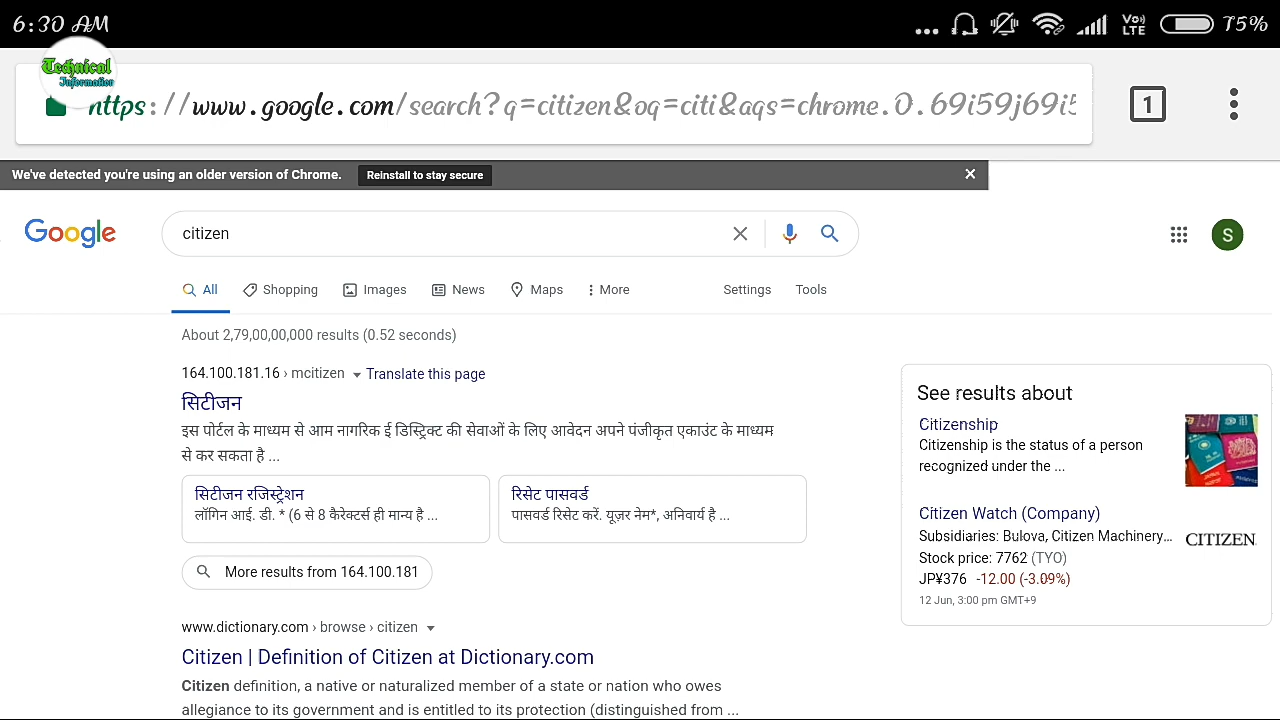 6:30 AM
Vo)) LTE
75%
Technical
Information
https://www.google.com/search?q=citizen&oq=citi&aqs=chrome.0.69i59j69i5
1
We've detected you're using an older version of Chrome. Reinstall to stay secure
Google
citizen
S
All Shopping Images News Maps More Settings Tools
About 2,79,00,00,000 results (0.52 seconds)
164.100.181.16 › mcitizen Translate this page
सिटीजन
इस पोर्टल के माध्यम से आम नागरिक ई डिस्ट्रिक्ट की सेवाओं के लिए आवेदन अपने पंजीकृत एकाउंट के माध्यम
से कर सकता है ...
सिटीजन रजिस्ट्रेशन
लॉगिन आई. डी. * (6 से 8 कैरेक्टर्स ही मान्य है ...
रिसेट पासवर्ड
पासवर्ड रिसेट करें. यूज़र नेम*, अनिवार्य है ...
More results from 164.100.181
www.dictionary.com › browse › citizen
Citizen | Definition of Citizen at Dictionary.com
Citizen definition, a native or naturalized member of a state or nation who owes
allegiance to its government and is entitled to its protection (distinguished from ...
See results about
Citizenship
Citizenship is the status of a person
recognized under the ...
Citizen Watch (Company)
Subsidiaries: Bulova, Citizen Machinery...
CITIZEN
Stock price: 7762 (TYO)
JP¥376 -12.00 (-3.09%)
12 Jun, 3:00 pm GMT+9